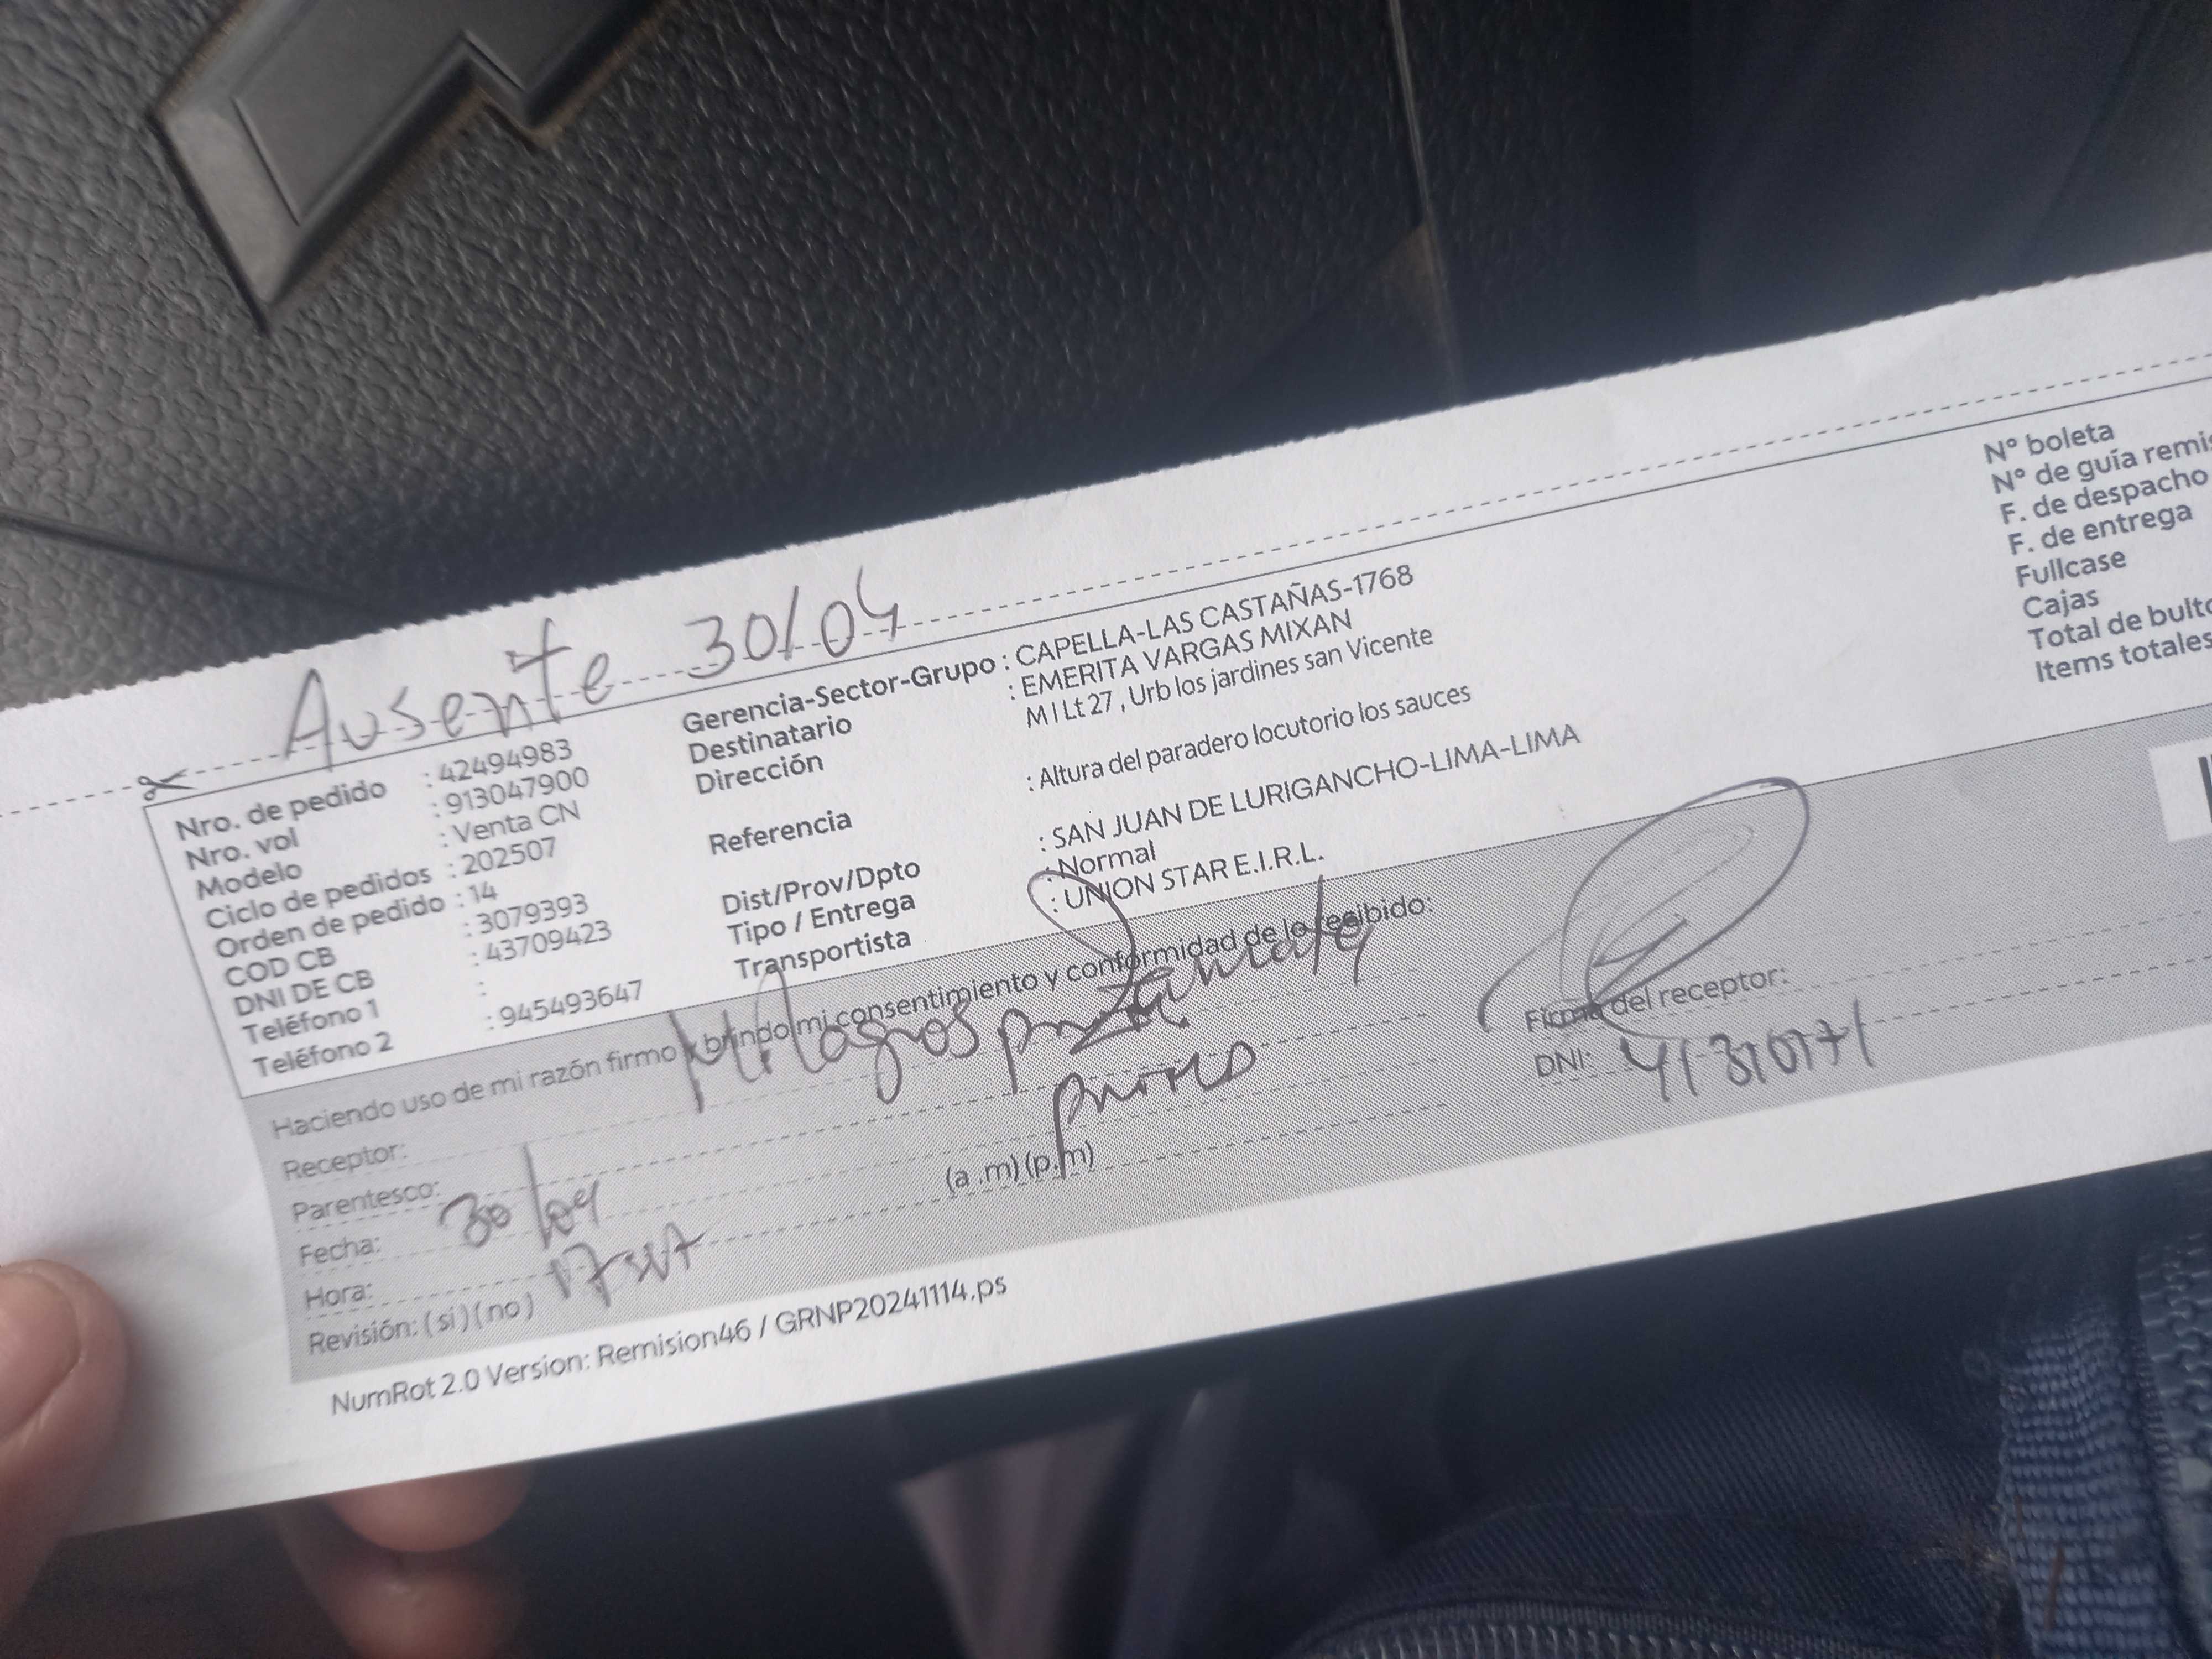 Ausente 30/04
Nro. de pedido : 42494983
Nro. vol : 913047900
Modelo : Venta CN
Ciclo de pedidos : 202507
Orden de pedido : 14
COD CB : 3079393
DNI DE CB : 43709423
Teléfono 1 :
Teléfono 2 : 945493647
Gerencia-Sector-Grupo : CAPELLA-LAS CASTAÑAS-1768
Destinatario : EMERITA VARGAS MIXAN
Dirección M I Lt 27 , Urb los jardines san Vicente
Referencia : Altura del paradero locutorio los sauces
Dist/Prov/Dpto : SAN JUAN DE LURIGANCHO-LIMA-LIMA
Tipo / Entrega : Normal
Transportista : UNION STAR E.I.R.L.
N° boleta
N° de guía
F. de despacho
F. de entrega
Fullcase
Cajas
Total de
Items totales
Haciendo uso de mi razón firmo y brindo mi consentimiento y conformidad de lo recibido:
Receptor: Milagros
Parentesco:
Fecha: 30/04
Hora: (a .m) (p.m)
Revisión: ( si ) ( no )
Firma del receptor:
DNI:
NumRot 2.0 Version: Remision46 / GRNP20241114.ps